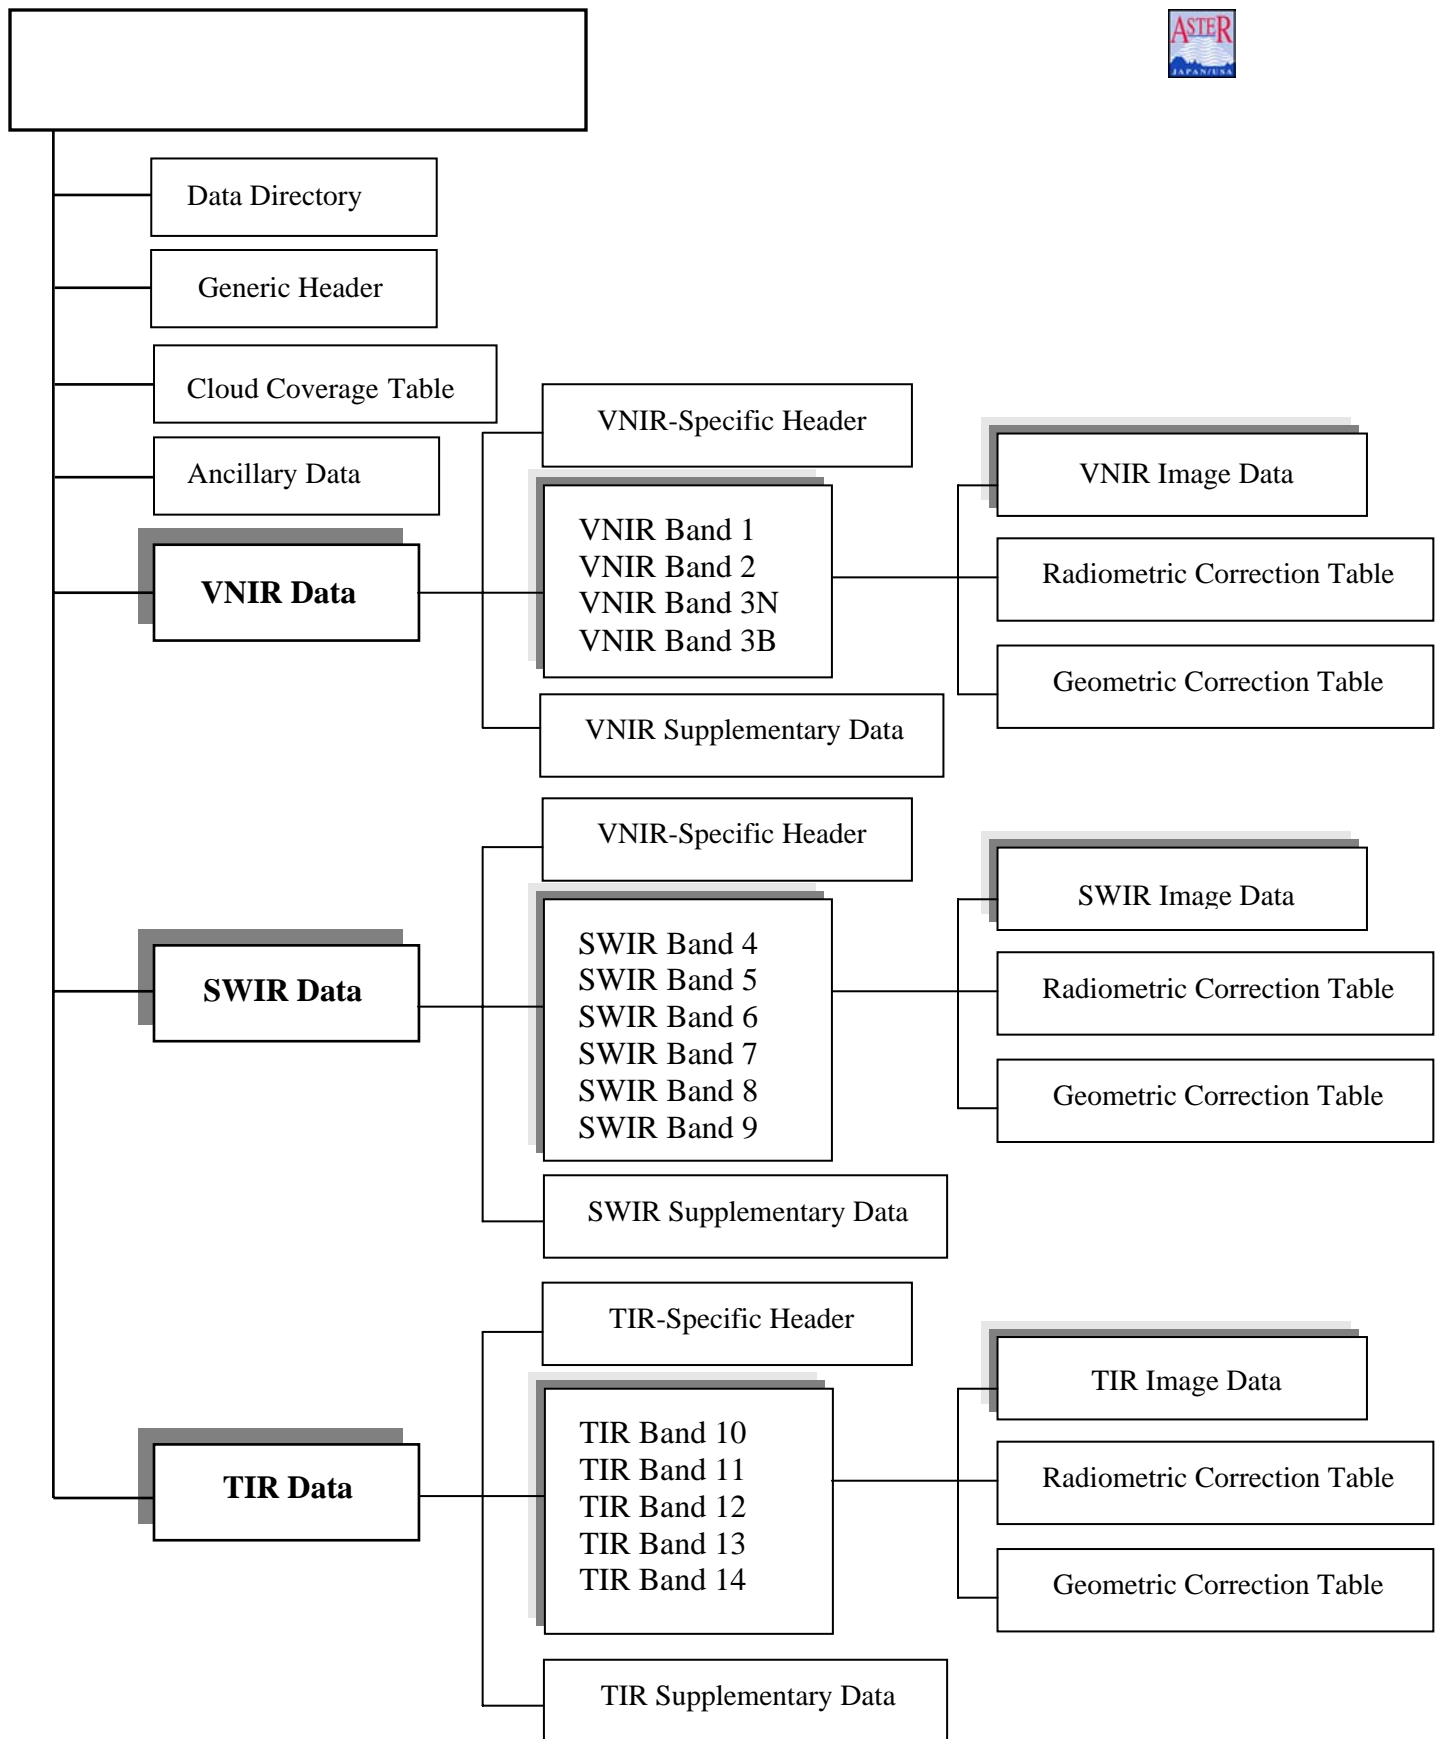 ASTER
JAPAN/USA
Data Directory
Generic Header
Cloud Coverage Table
Ancillary Data
VNIR Data
VNIR-Specific Header
VNIR Band 1
VNIR Band 2
VNIR Band 3N
VNIR Band 3B
VNIR Supplementary Data
VNIR Image Data
Radiometric Correction Table
Geometric Correction Table
SWIR Data
VNIR-Specific Header
SWIR Band 4
SWIR Band 5
SWIR Band 6
SWIR Band 7
SWIR Band 8
SWIR Band 9
SWIR Supplementary Data
SWIR Image Data
Radiometric Correction Table
Geometric Correction Table
TIR Data
TIR-Specific Header
TIR Band 10
TIR Band 11
TIR Band 12
TIR Band 13
TIR Band 14
TIR Supplementary Data
TIR Image Data
Radiometric Correction Table
Geometric Correction Table